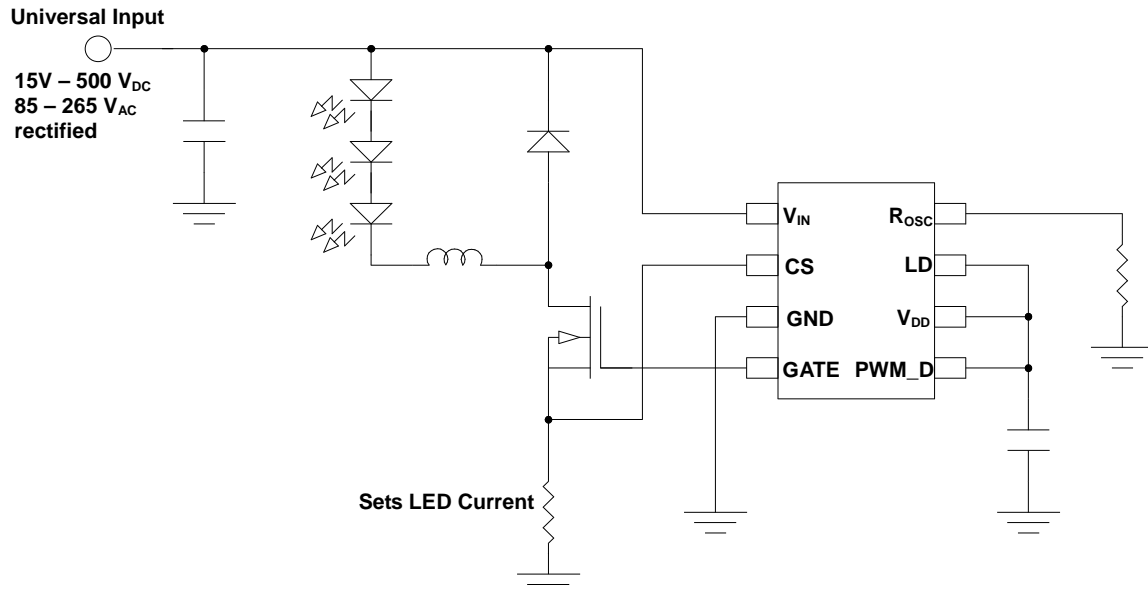 Universal Input
15V – 500 VDC
85 – 265 VAC
rectified
VIN
ROSC
CS
LD
GND
VDD
GATE
PWM_D
Sets LED Current